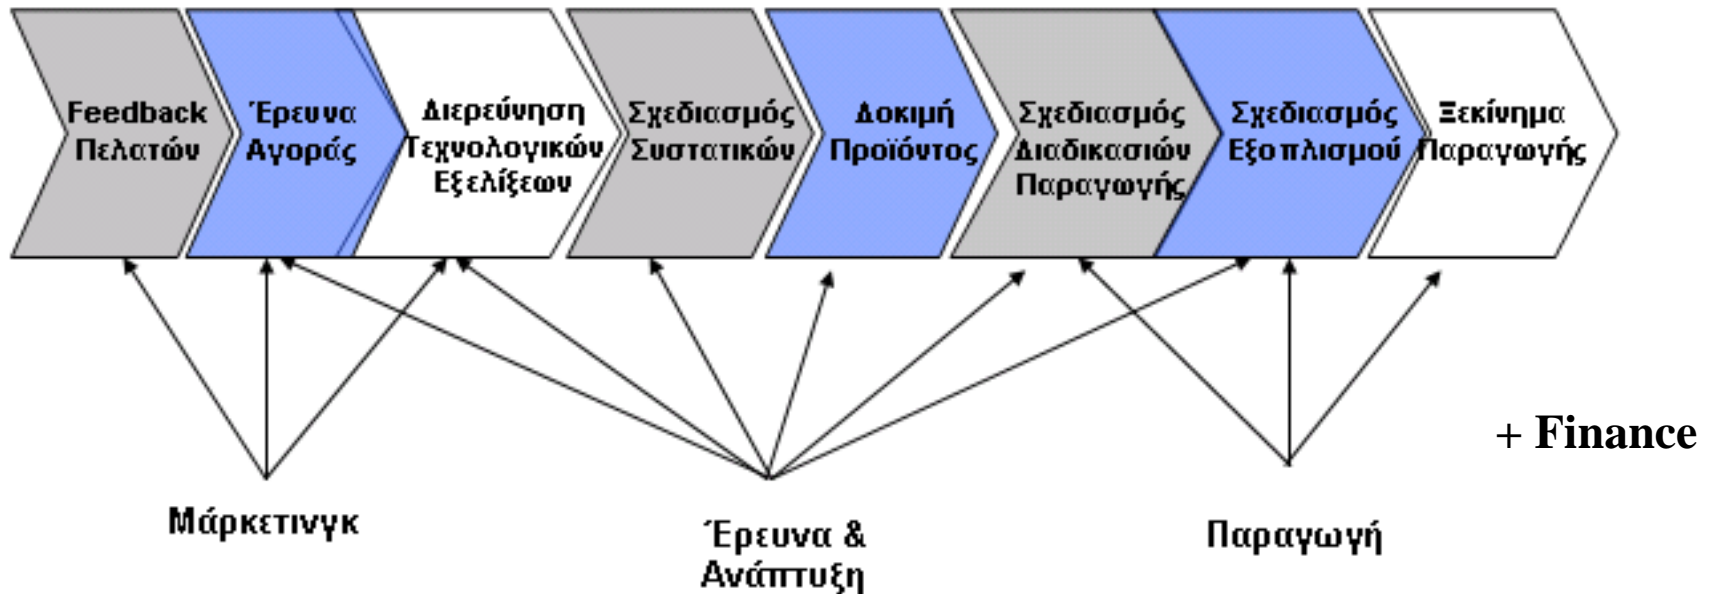 Feedback
Πελατών
Έρευνα
Αγοράς
Διερεύνηση
Τεχνολογικών
Εξελίξεων
Σχεδιασμός
Συστατικών
Δοκιμή
Προϊόντος
Σχεδιασμός
Διαδικασιών
Παραγωγής
Σχεδιασμός
Εξοπλισμού
Ξεκίνημα
Παραγωγής
+ Finance
Μάρκετινγκ
Έρευνα &
Ανάπτυξη
Παραγωγή